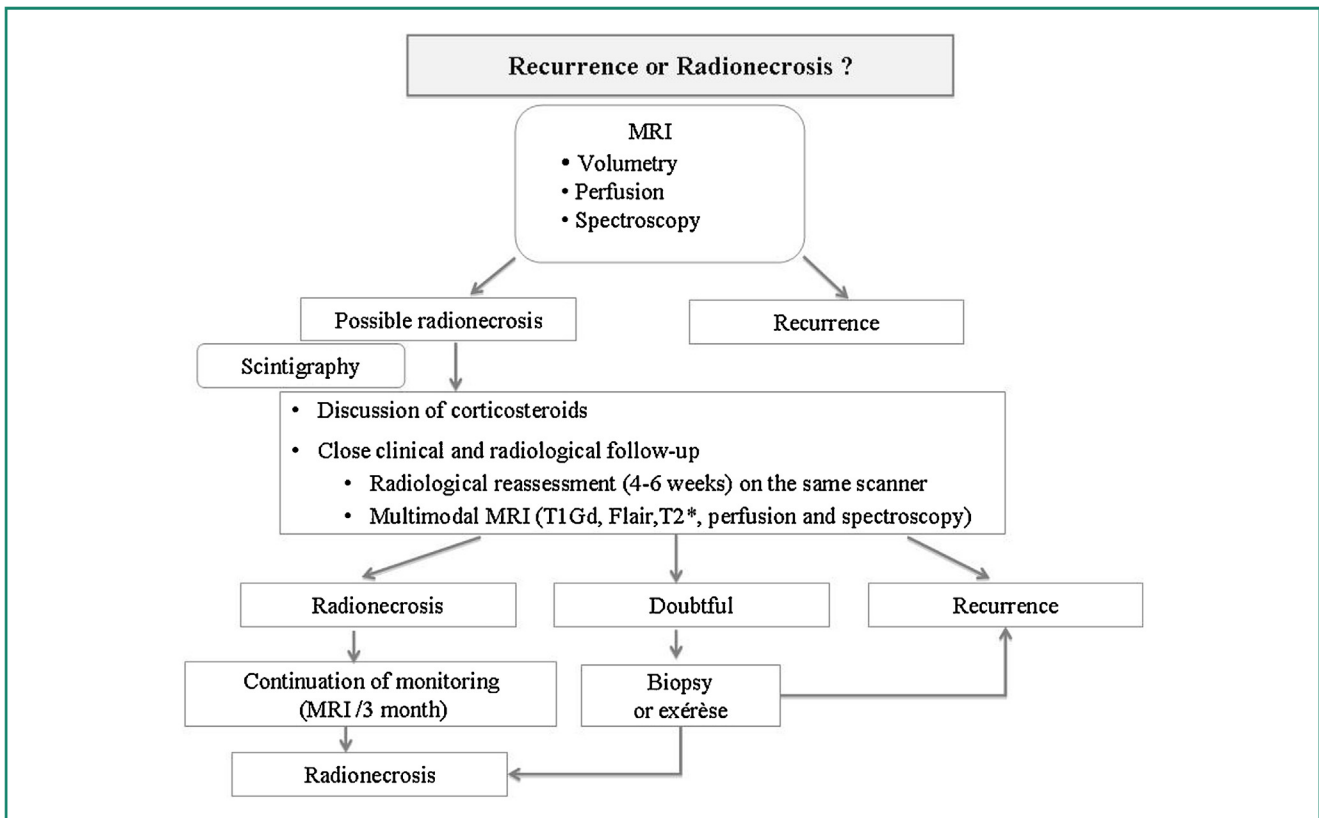 Recurrence or Radionecrosis ?
MRI
• Volumetry
• Perfusion
• Spectroscopy
Possible radionecrosis
Recurrence
Scintigraphy
• Discussion of corticosteroids
• Close clinical and radiological follow-up
• Radiological reassessment (4-6 weeks) on the same scanner
• Multimodal MRI (T1Gd, Flair,T2*, perfusion and spectroscopy)
Radionecrosis
Doubtful
Recurrence
Continuation of monitoring
(MRI /3 month)
Biopsy
or exérèse
Radionecrosis